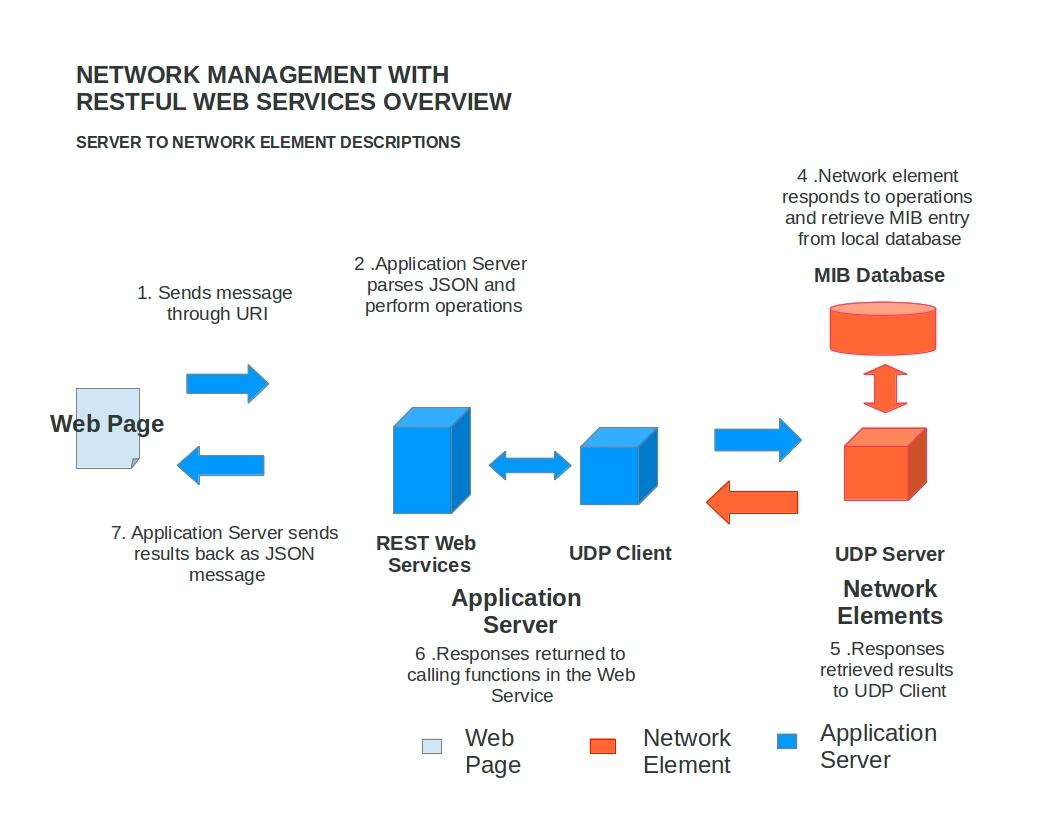 NETWORK MANAGEMENT WITH
RESTFUL WEB SERVICES OVERVIEW
SERVER TO NETWORK ELEMENT DESCRIPTIONS
4 .Network element
responds to operations
and retrieve MIB entry
from local database
MIB Database
2 .Application Server
parses JSON and
perform operations
1. Sends message
through URI
Web Page
7. Application Server sends
results back as JSON
message
REST Web
Services
UDP Client
UDP Server
Application
Server
Network
Elements
6 .Responses returned to
calling functions in the Web
Service
5 .Responses
retrieved results
to UDP Client
Web
Page
Network
Element
Application
Server